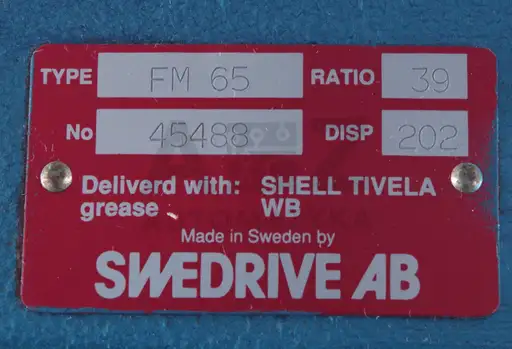 TYPE FM 65 RATIO 39
No 45488 DISP 202
Deliverd with: SHELL TIVELA
grease WB
Made in Sweden by
SWEDRIVE AB